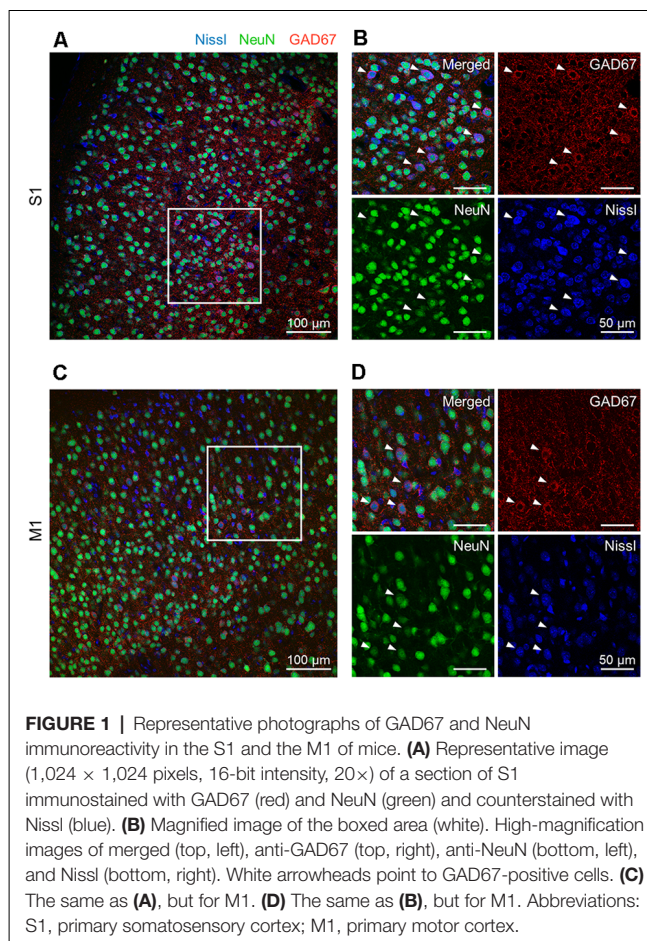 A
Nissl NeuN GAD67
S1
100 µm
B
Merged
GAD67
NeuN
Nissl
50 µm
C
M1
100 µm
D
Merged
GAD67
NeuN
Nissl
50 µm
FIGURE 1 | Representative photographs of GAD67 and NeuN
immunoreactivity in the S1 and the M1 of mice. (A) Representative image
(1,024 × 1,024 pixels, 16-bit intensity, 20×) of a section of S1
immunostained with GAD67 (red) and NeuN (green) and counterstained with
Nissl (blue). (B) Magnified image of the boxed area (white). High-magnification
images of merged (top, left), anti-GAD67 (top, right), anti-NeuN (bottom, left),
and Nissl (bottom, right). White arrowheads point to GAD67-positive cells. (C)
The same as (A), but for M1. (D) The same as (B), but for M1. Abbreviations:
S1, primary somatosensory cortex; M1, primary motor cortex.